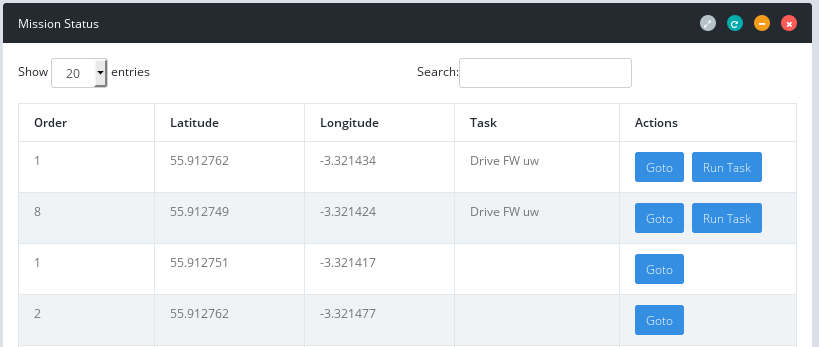 Mission Status
Show 20 entries Search:
Order Latitude Longitude Task Actions
1 55.912762 -3.321434 Drive FW uw Goto Run Task
8 55.912749 -3.321424 Drive FW uw Goto Run Task
1 55.912751 -3.321417 Goto
2 55.912762 -3.321477 Goto